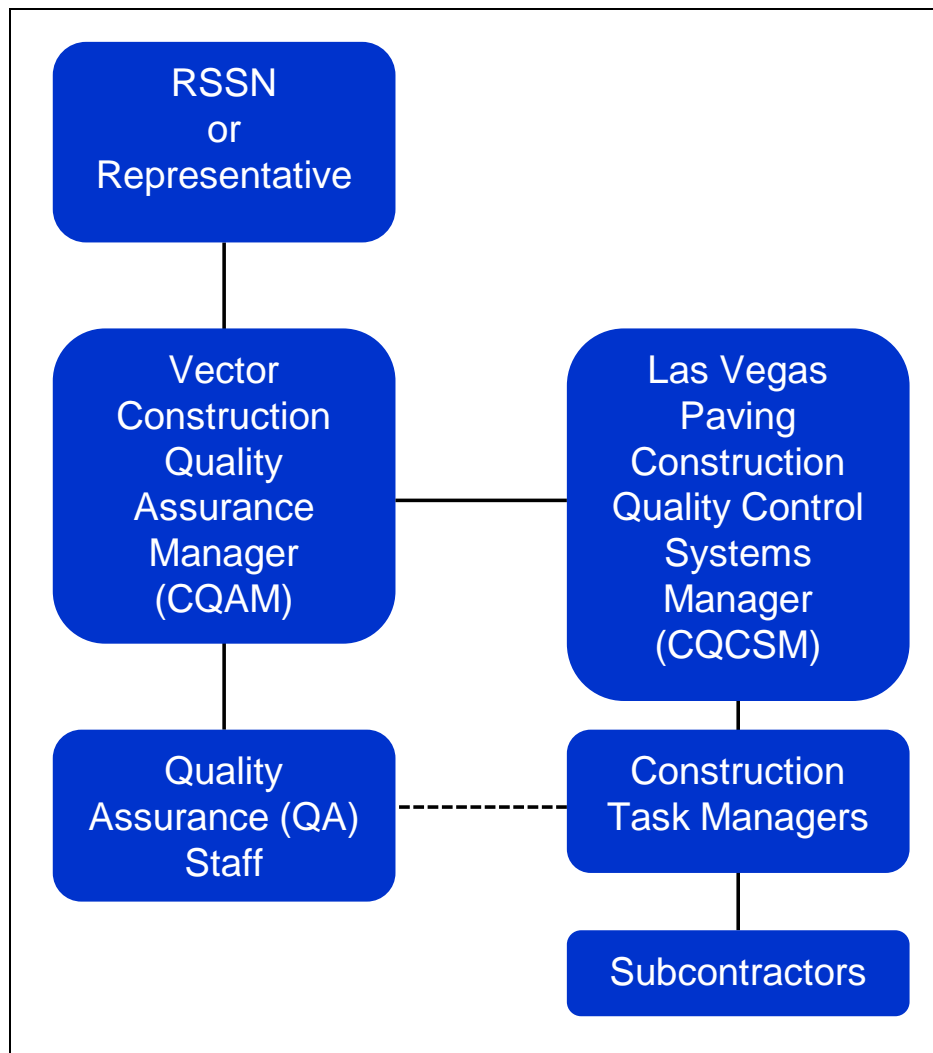 RSSN
or
Representative
Vector
Construction
Quality
Assurance
Manager
(CQAM)
Las Vegas
Paving
Construction
Quality Control
Systems
Manager
(CQCSM)
Quality
Assurance (QA)
Staff
Construction
Task Managers
Subcontractors